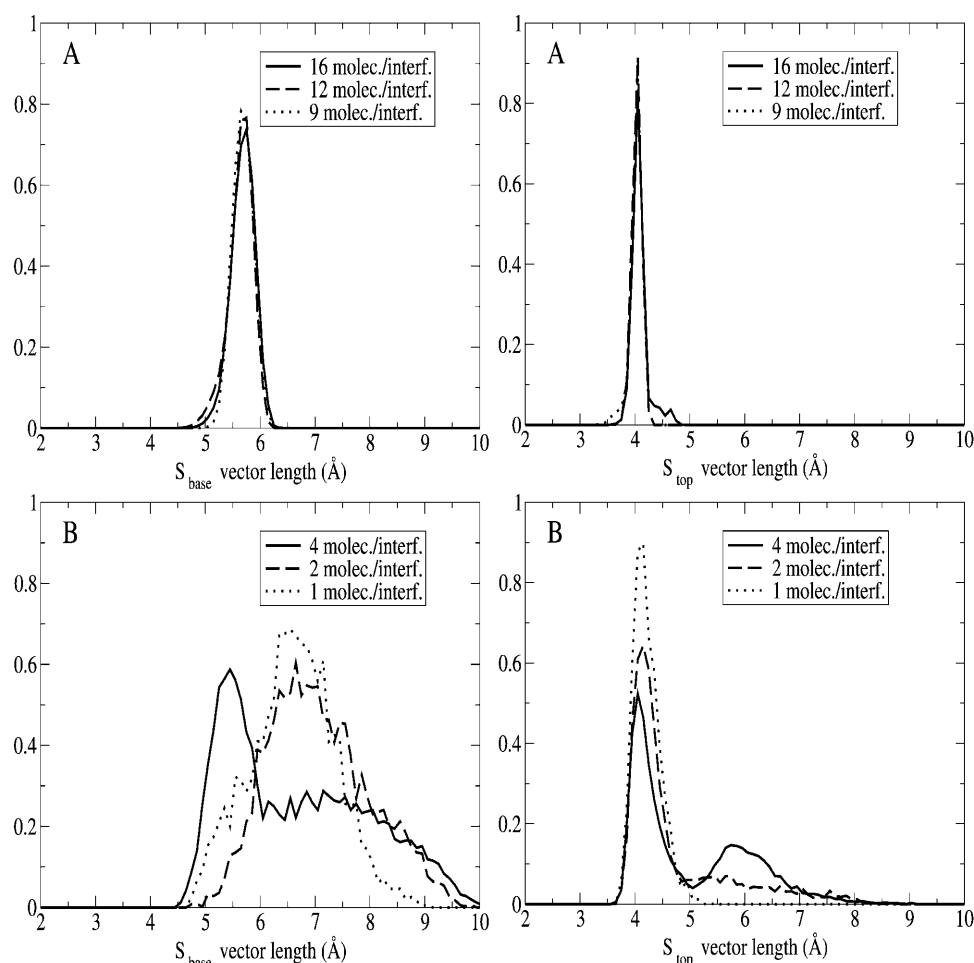 A
16 molec./interf.
12 molec./interf.
9 molec./interf.
1
0.8
0.6
0.4
0.2
0
2 3 4 5 6 7 8 9 10
S base vector length (Å)
A
16 molec./interf.
12 molec./interf.
9 molec./interf.
1
0.8
0.6
0.4
0.2
0
2 3 4 5 6 7 8 9 10
S top vector length (Å)
B
4 molec./interf.
2 molec./interf.
1 molec./interf.
1
0.8
0.6
0.4
0.2
0
2 3 4 5 6 7 8 9 10
S base vector length (Å)
B
4 molec./interf.
2 molec./interf.
1 molec./interf.
1
0.8
0.6
0.4
0.2
0
2 3 4 5 6 7 8 9 10
S top vector length (Å)